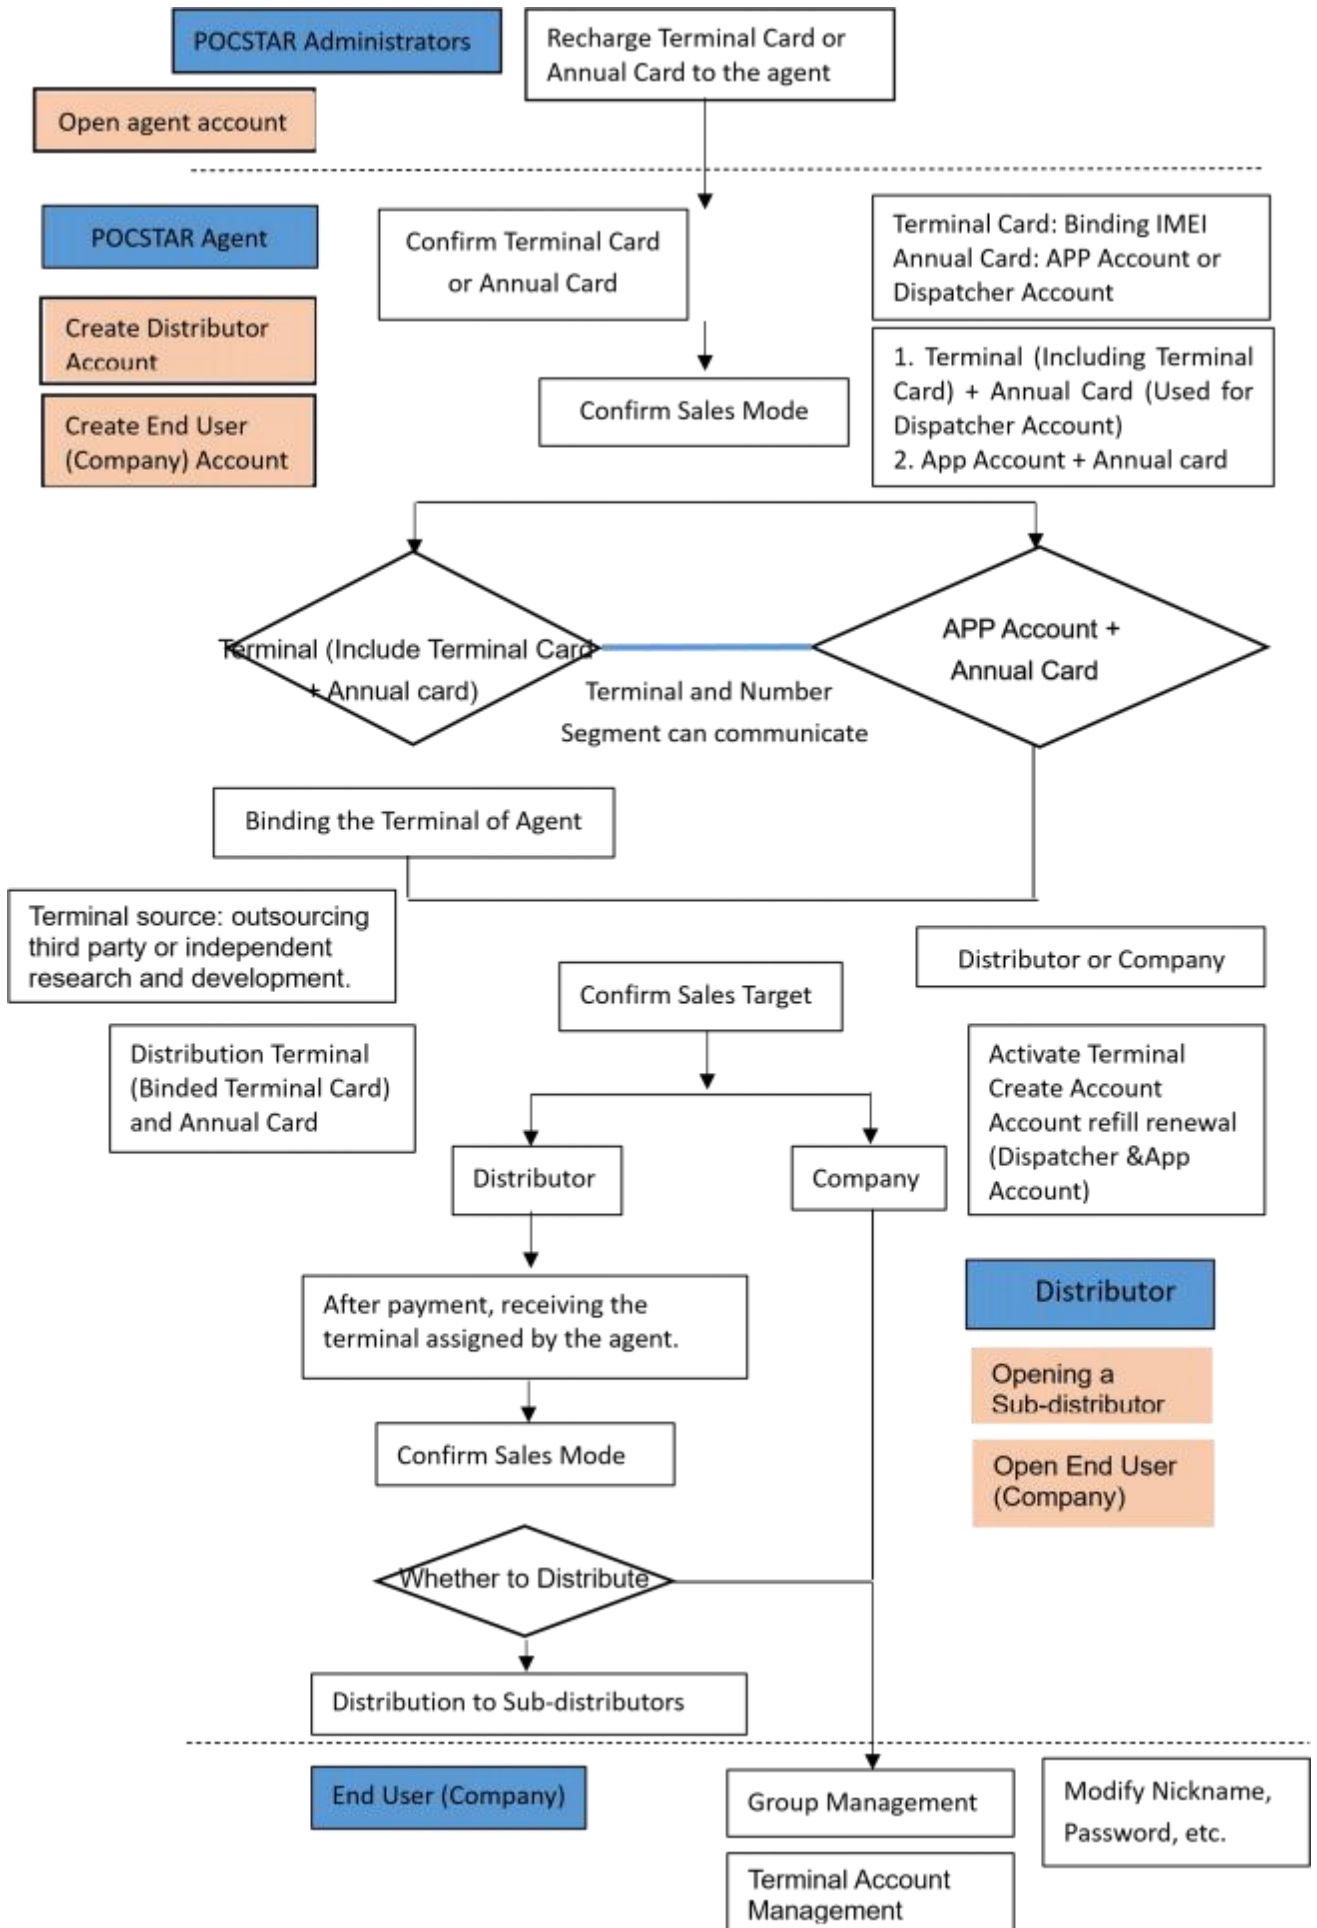 POCSTAR Administrators
Recharge Terminal Card or
Annual Card to the agent
Open agent account
POCSTAR Agent
Confirm Terminal Card
or Annual Card
Terminal Card: Binding IMEI
Annual Card: APP Account or
Dispatcher Account
Create Distributor
Account
Confirm Sales Mode
1. Terminal (Including Terminal
Card) + Annual Card (Used for
Dispatcher Account)
2. App Account + Annual card
Create End User
(Company) Account
Terminal (Include Terminal Card
+ Annual card)
APP Account +
Annual Card
Terminal and Number
Segment can communicate
Binding the Terminal of Agent
Terminal source: outsourcing
third party or independent
research and development.
Distributor or Company
Confirm Sales Target
Distribution Terminal
(Binded Terminal Card)
and Annual Card
Activate Terminal
Create Account
Account refill renewal
(Dispatcher &App
Account)
Distributor
Company
After payment, receiving the
terminal assigned by the agent.
Distributor
Opening a
Sub-distributor
Confirm Sales Mode
Open End User
(Company)
Whether to Distribute
Distribution to Sub-distributors
End User (Company)
Group Management
Modify Nickname,
Password, etc.
Terminal Account
Management